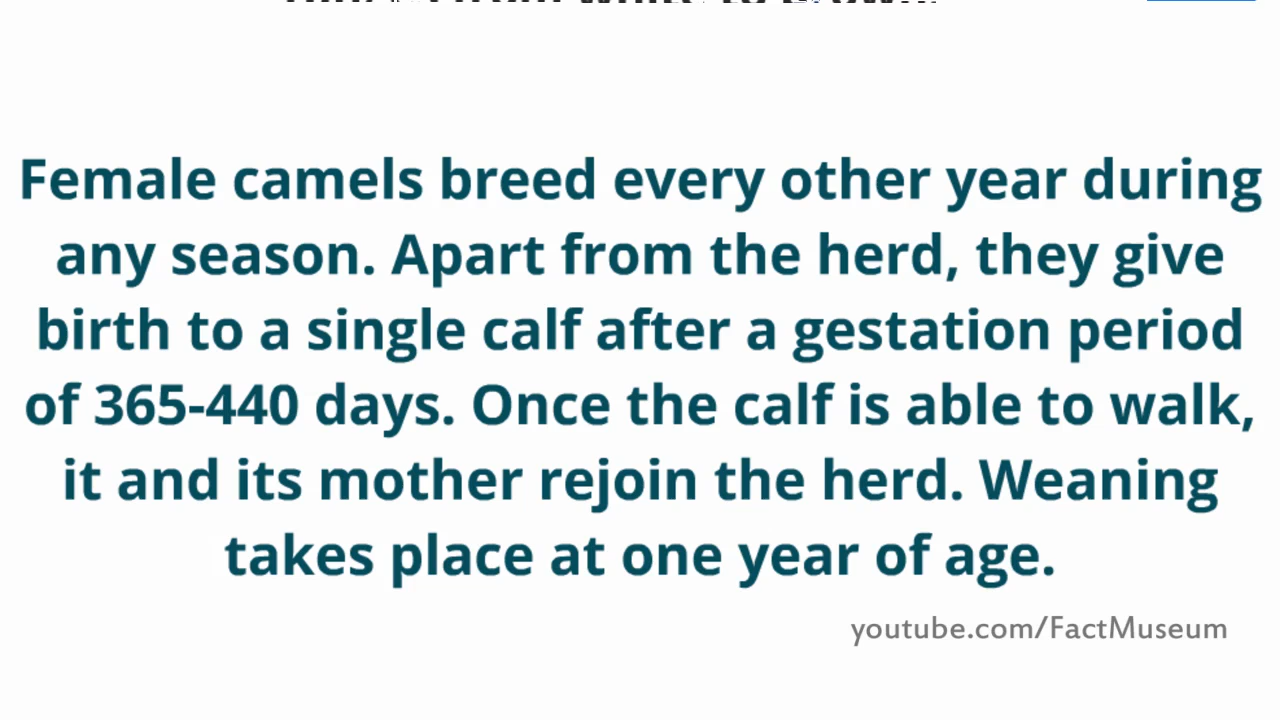 Female camels breed every other year during
any season. Apart from the herd, they give
birth to a single calf after a gestation period
of 365-440 days. Once the calf is able to walk,
it and its mother rejoin the herd. Weaning
takes place at one year of age.
youtube.com/FactMuseum